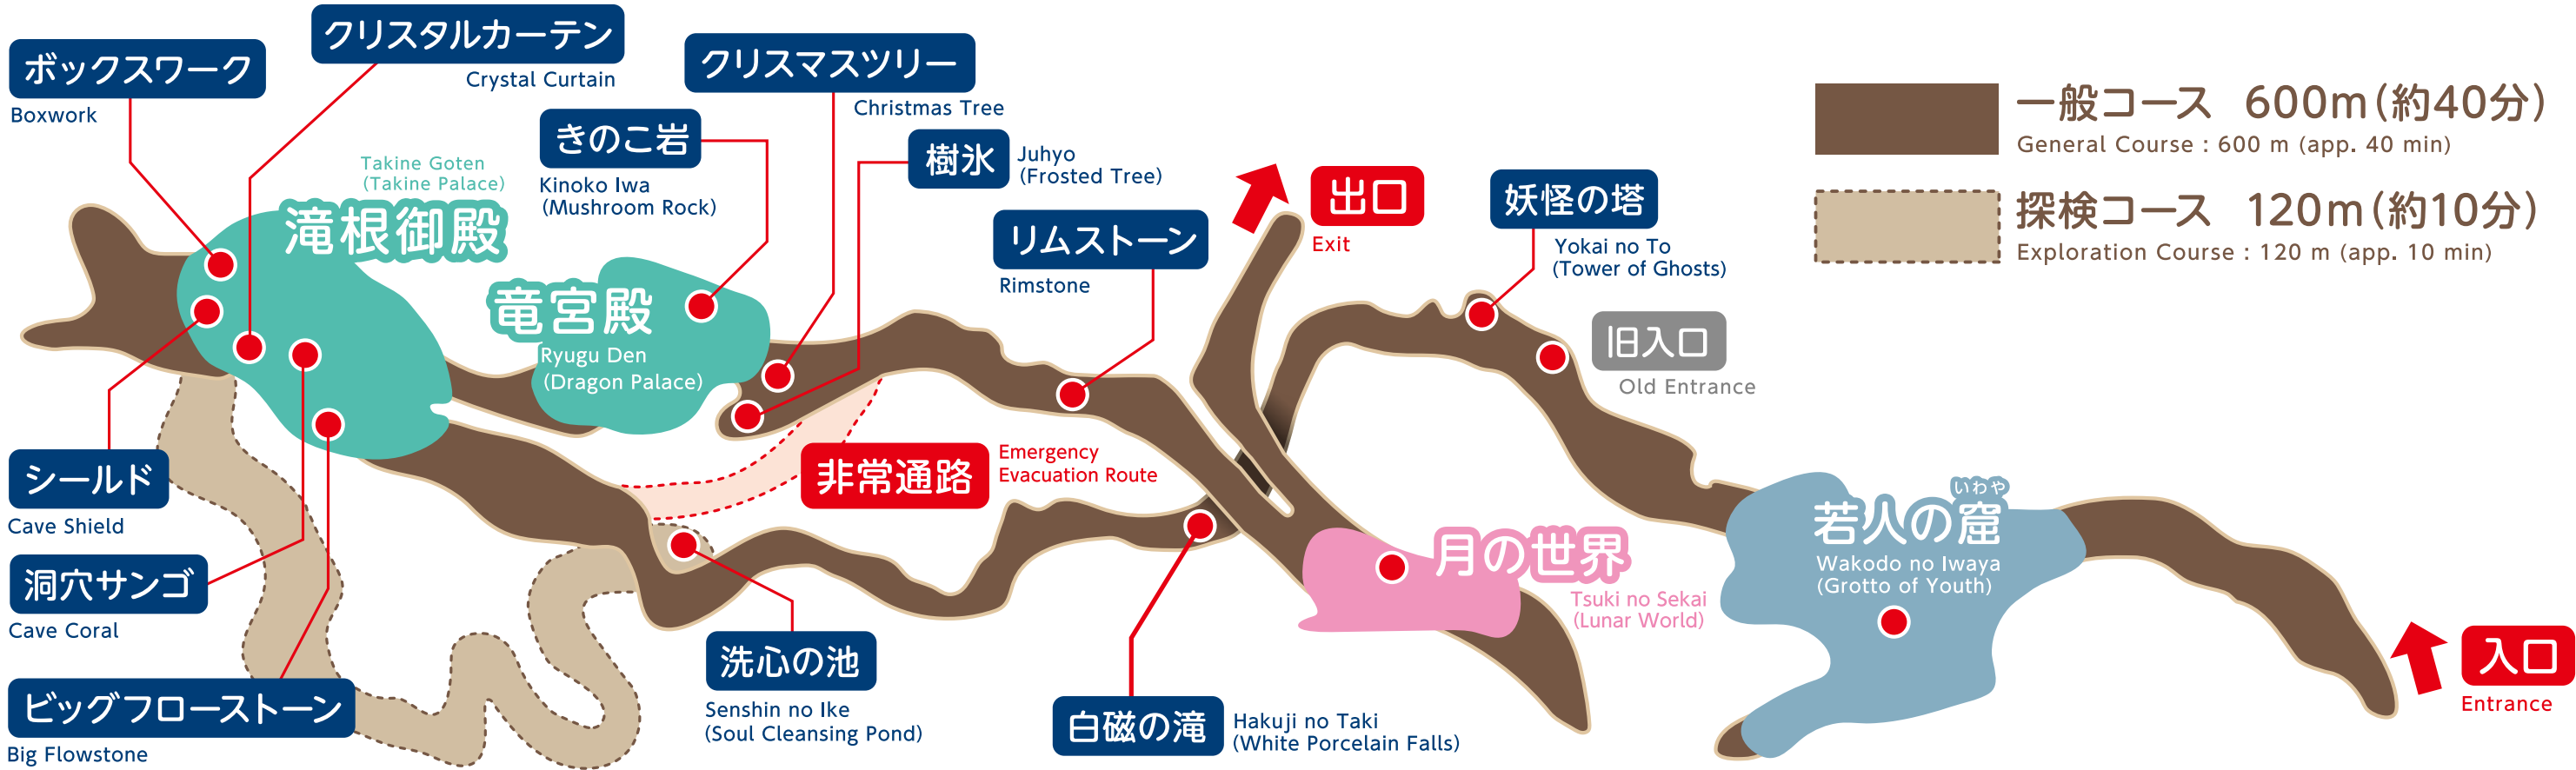 ボックスワーク
Boxwork
クリスタルカーテン
Crystal Curtain
クリスマスツリー
Christmas Tree
きのこ岩
Kinoko Iwa
(Mushroom Rock)
樹氷
Juhyo
(Frosted Tree)
リムストーン
Rimstone
出口
Exit
妖怪の塔
Yokai no To
(Tower of Ghosts)
旧入口
Old Entrance
一般コース 600m(約40分)
General Course : 600 m (app. 40 min)
探検コース 120m(約10分)
Exploration Course : 120 m (app. 10 min)
Takine Goten
(Takine Palace)
滝根御殿
竜宮殿
Ryugu Den
(Dragon Palace)
シールド
Cave Shield
洞穴サンゴ
Cave Coral
ビッグフローストーン
Big Flowstone
非常通路
Emergency
Evacuation Route
洗心の池
Senshin no Ike
(Soul Cleansing Pond)
白磁の滝
Hakuji no Taki
(White Porcelain Falls)
月の世界
Tsuki no Sekai
(Lunar World)
いわや
若人の窟
Wakodo no Iwaya
(Grotto of Youth)
入口
Entrance